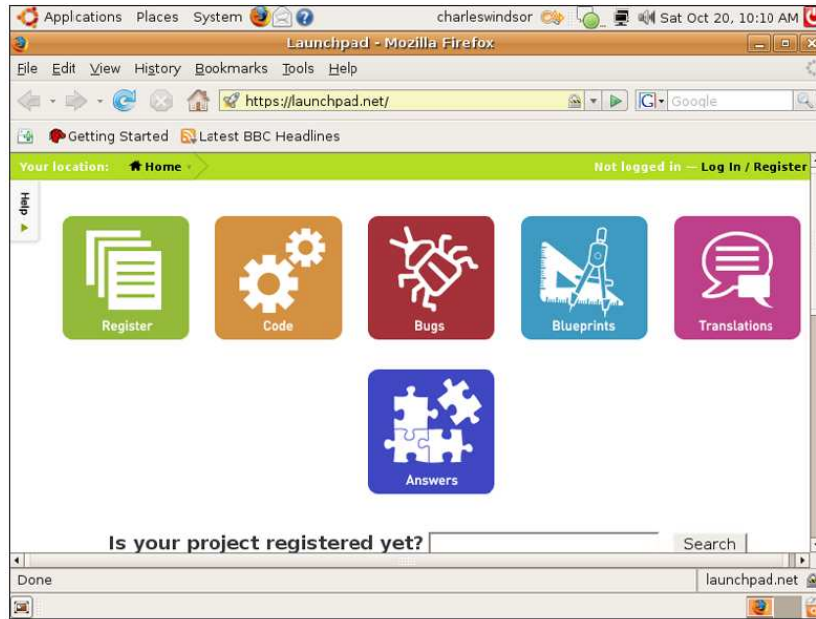 Applications Places System charleswindsor Sat Oct 20, 10:10 AM
Launchpad - Mozilla Firefox
File Edit View History Bookmarks Tools Help
https://launchpad.net/ G Google
Getting Started Latest BBC Headlines
Your location: Home Not logged in — Log In / Register
Help
Register Code Bugs Blueprints Translations
Answers
Is your project registered yet? Search
Done launchpad.net